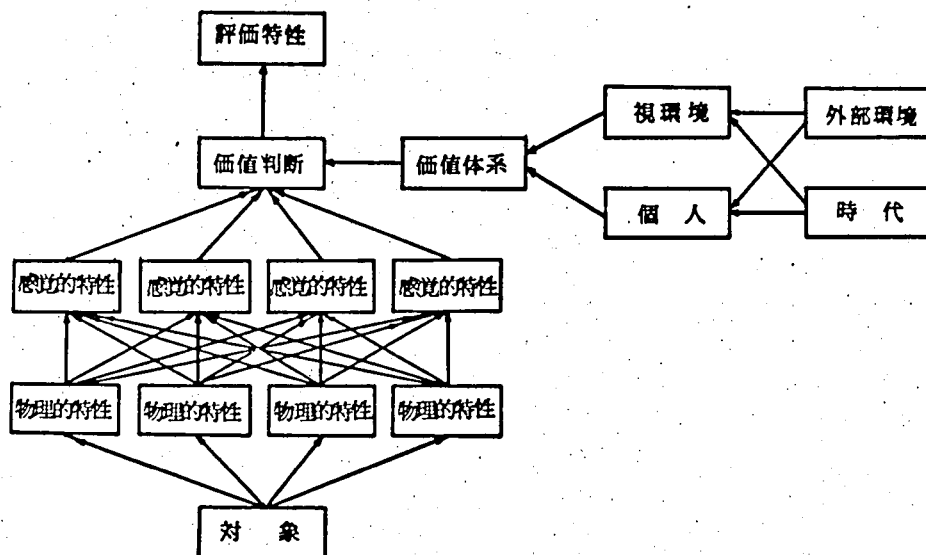 評価特性
視環境
外部環境
価値判断
価値体系
個 人
時 代
感覚的特性
感覚的特性
感覚的特性
感覚的特性
物理的特性
物理的特性
物理的特性
物理的特性
対 象